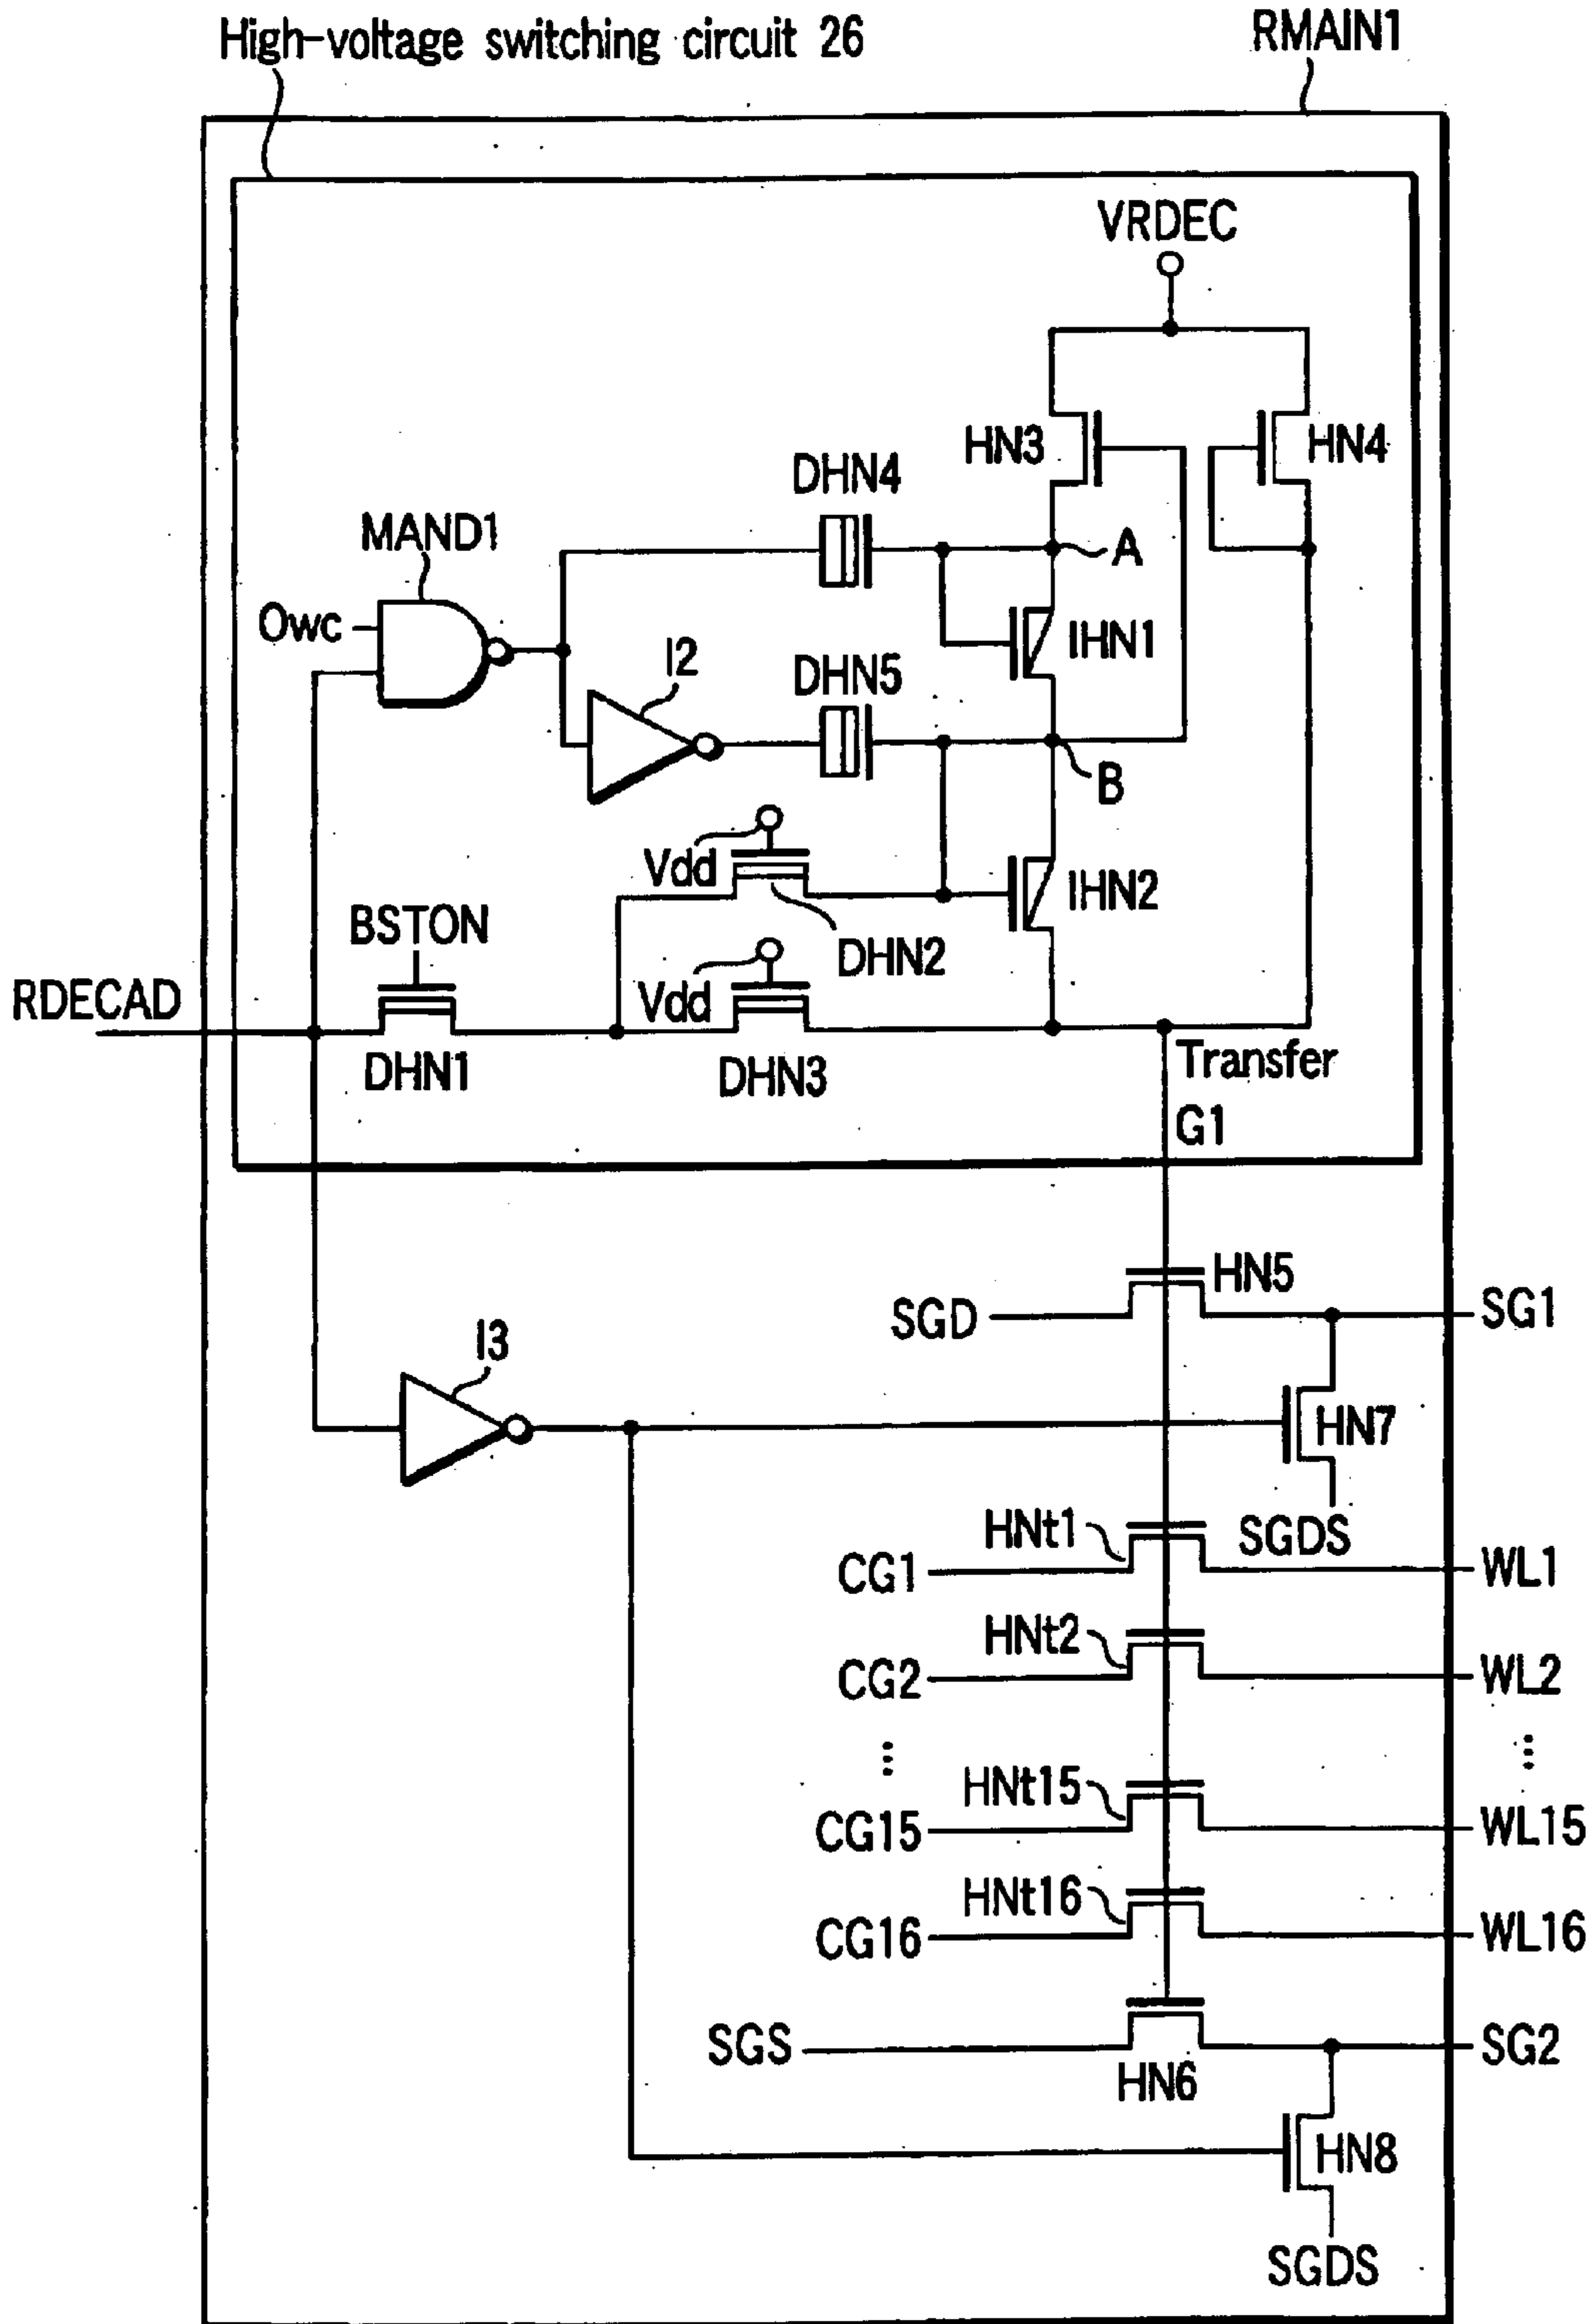 High-voltage switching circuit 26
RMAIN1
VRDEC
HN3
HN4
DHN4
MAND1
A
Owc
IHN1
I2
DHN5
B
Vdd
IHN2
BSTON
DHN2
RDECAD
Vdd
DHN1
DHN3
Transfer
G1
HN5
SGD
SG1
I3
HN7
HNt1
SGDS
CG1
WL1
HNt2
CG2
WL2
⋮
⋮
HNt15
CG15
WL15
HNt16
CG16
WL16
SGS
SG2
HN6
HN8
SGDS